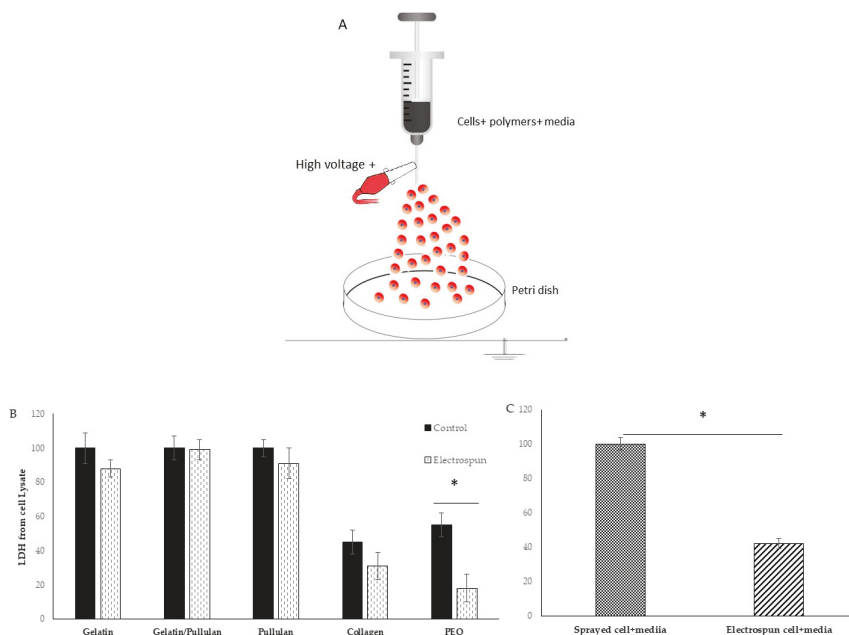 A
Cells+ polymers+ media
High voltage +
Petri dish
B
LDH from cell Lysate
120
100
80
60
40
20
0
Control
Electrospun
*
Gelatin
Gelatin/Pullulan
Pullulan
Collagen
PEO
C
120
100
80
60
40
20
0
*
Sprayed cell+mediia
Electrospun cell+media